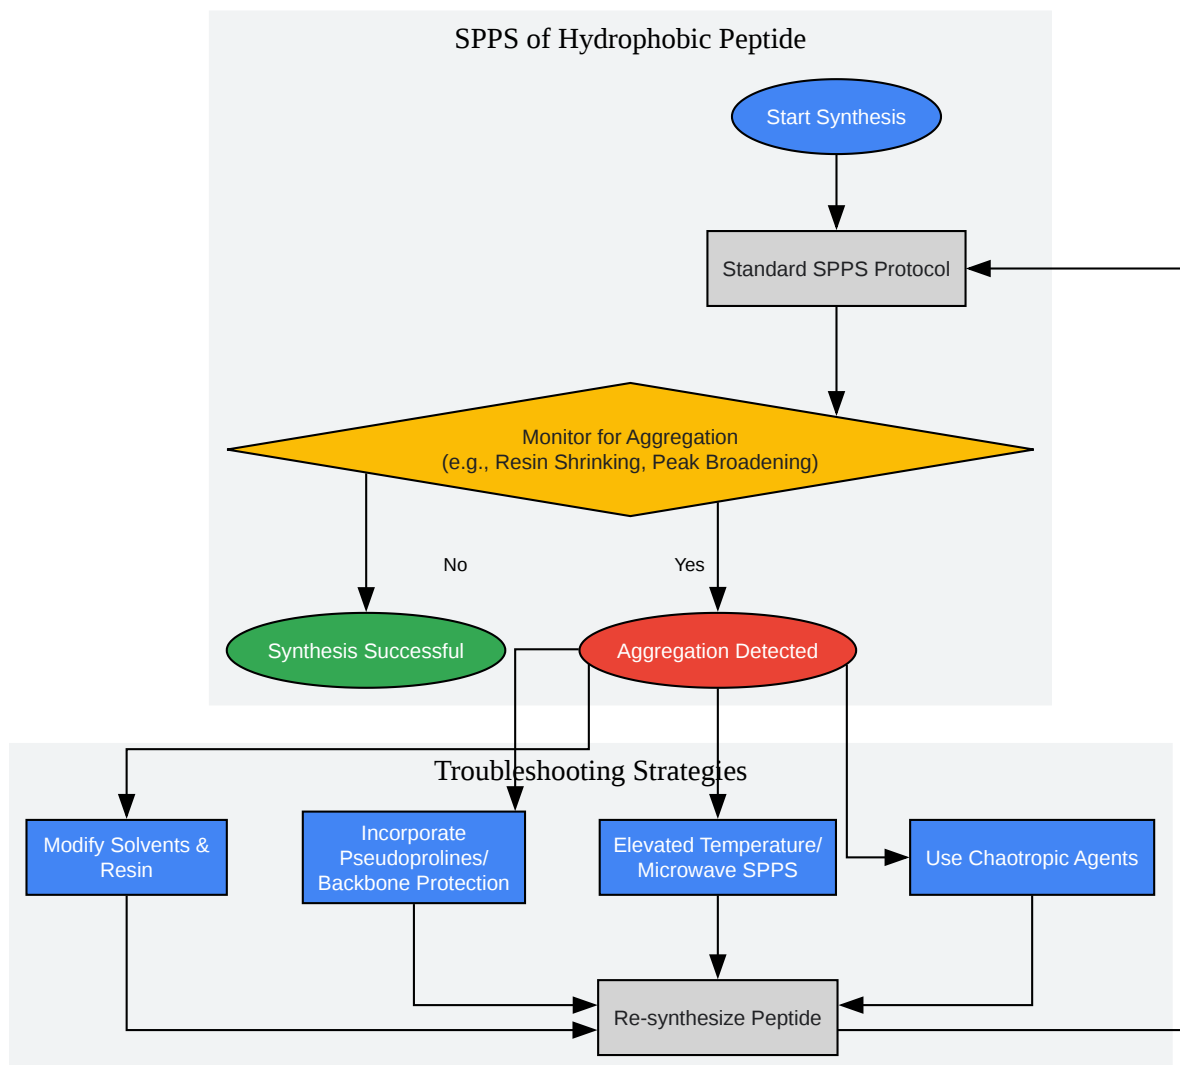 SPPS of Hydrophobic Peptide
Start Synthesis
Standard SPPS Protocol
Monitor for Aggregation
(e.g., Resin Shrinking, Peak Broadening)
No
Yes
Synthesis Successful
Aggregation Detected
Troubleshooting Strategies
Modify Solvents &
Resin
Incorporate
Pseudoprolines/
Backbone Protection
Elevated Temperature/
Microwave SPPS
Use Chaotropic Agents
Re-synthesize Peptide